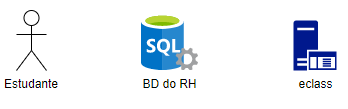 SQL
Estudante
BD do RH
eclass